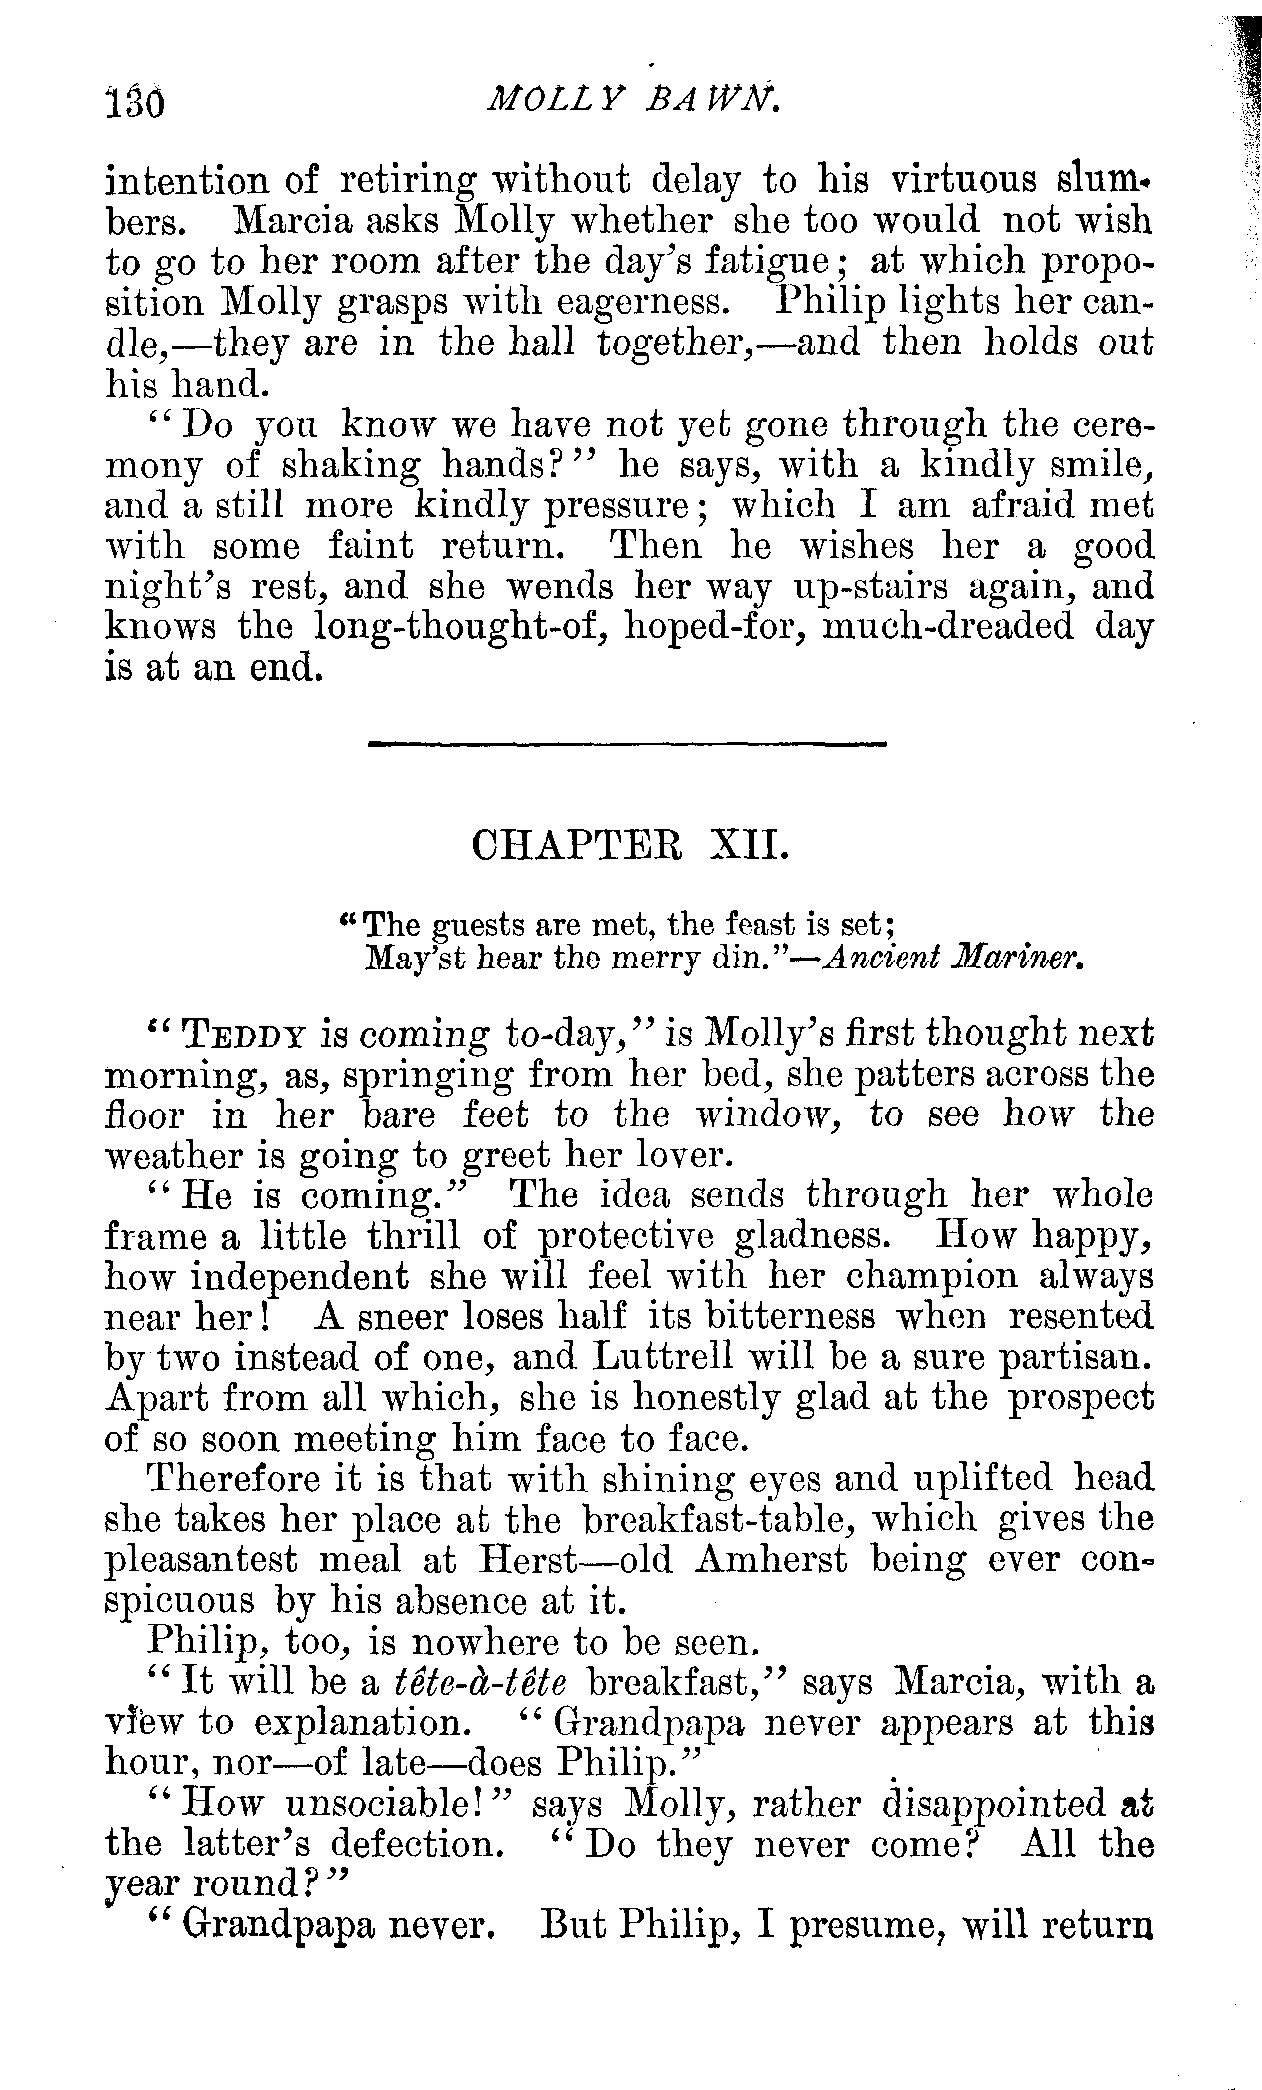 130 MOLLY BAWN.
intention of retiring without delay to his virtuous slum-
bers. Marcia asks Molly whether she too would not wish
to go to her room after the day's fatigue; at which propo-
sition Molly grasps with eagerness. Philip lights her can-
dle,—they are in the hall together,—and then holds out
his hand.
"Do you know we have not yet gone through the cere-
mony of shaking hands?" he says, with a kindly smile,
and a still more kindly pressure; which I am afraid met
with some faint return. Then he wishes her a good
night's rest, and she wends her way up-stairs again, and
knows the long-thought-of, hoped-for, much-dreaded day
is at an end.
CHAPTER XII.
"The guests are met, the feast is set;
May'st hear the merry din."—Ancient Mariner.
"TEDDY is coming to-day," is Molly's first thought next
morning, as, springing from her bed, she patters across the
floor in her bare feet to the window, to see how the
weather is going to greet her lover.
"He is coming." The idea sends through her whole
frame a little thrill of protective gladness. How happy,
how independent she will feel with her champion always
near her! A sneer loses half its bitterness when resented
by two instead of one, and Luttrell will be a sure partisan.
Apart from all which, she is honestly glad at the prospect
of so soon meeting him face to face.
Therefore it is that with shining eyes and uplifted head
she takes her place at the breakfast-table, which gives the
pleasantest meal at Herst—old Amherst being ever con-
spicuous by his absence at it.
Philip, too, is nowhere to be seen.
"It will be a tête-à-tête breakfast," says Marcia, with a
view to explanation. "Grandpapa never appears at this
hour, nor—of late—does Philip."
"How unsociable!" says Molly, rather disappointed at
the latter's defection. "Do they never come? All the
year round?"
"Grandpapa never. But Philip, I presume, will return